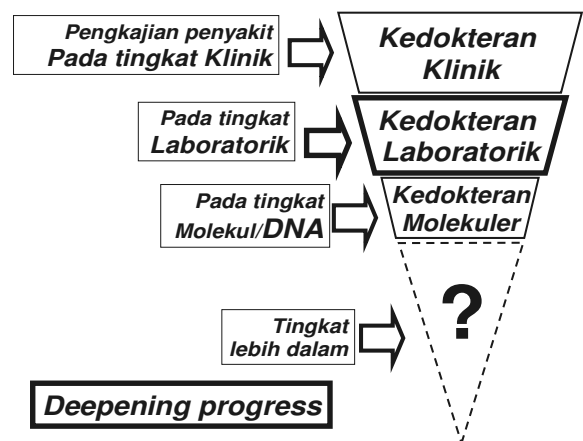 Pengkajian penyakit
Pada tingkat Klinik
Kedokteran
Klinik
Pada tingkat
Laboratorik
Kedokteran
Laboratorik
Pada tingkat
Molekul/DNA
Kedokteran
Molekuler
Tingkat
lebih dalam
?
Deepening progress